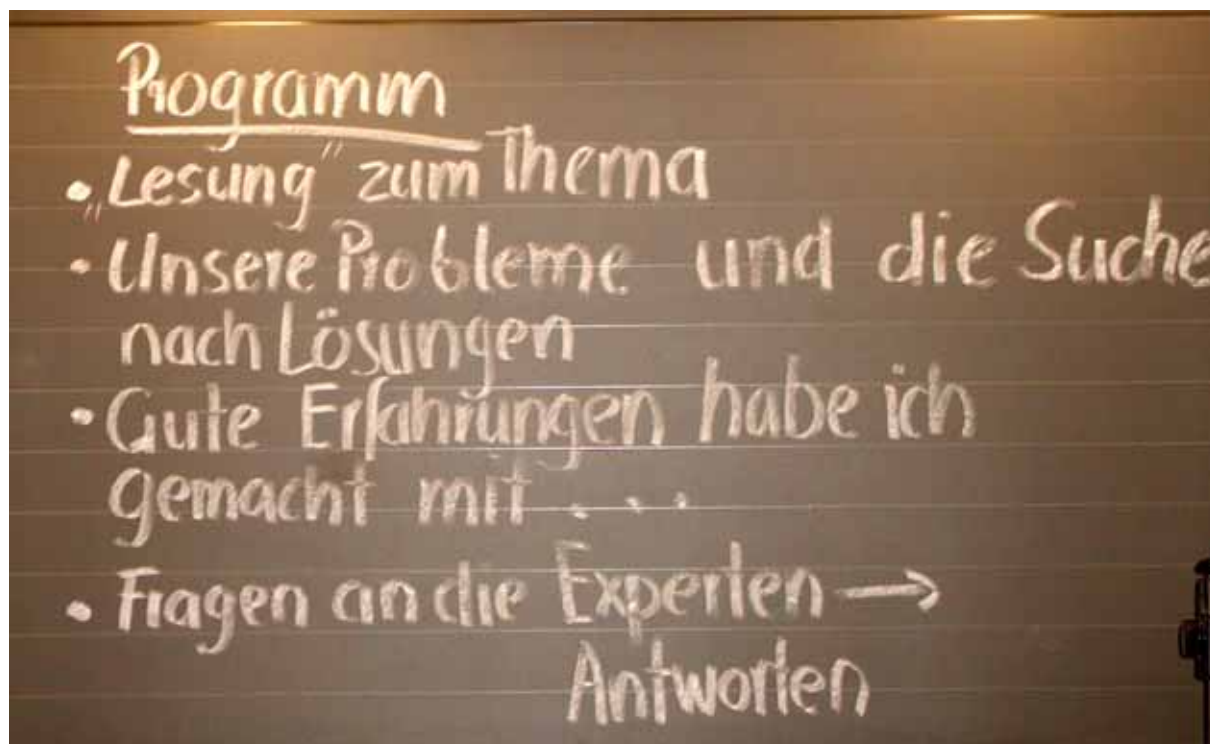 Programm
• „Lesung" zum Thema
• Unsere Probleme und die Suche
nach Lösungen
• Gute Erfahrungen habe ich
gemacht mit ...
• Fragen an die Experten →
Antworten